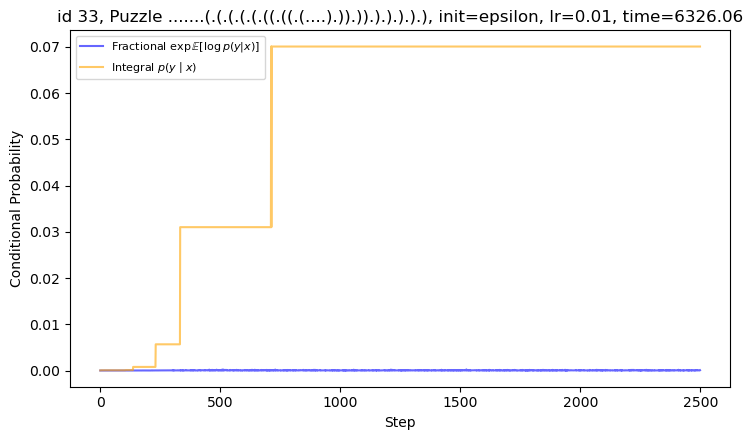 id 33, Puzzle .......(.(.(.(.(.((.((.(....).)).)).).).).).), init=epsilon, lr=0.01, time=6326.06
Fractional exp𝔼[log p(y|x)]
Integral p(y | x)
0.07
0.06
0.05
0.04
0.03
0.02
0.01
0.00
Conditional Probability
0 500 1000 1500 2000 2500
Step